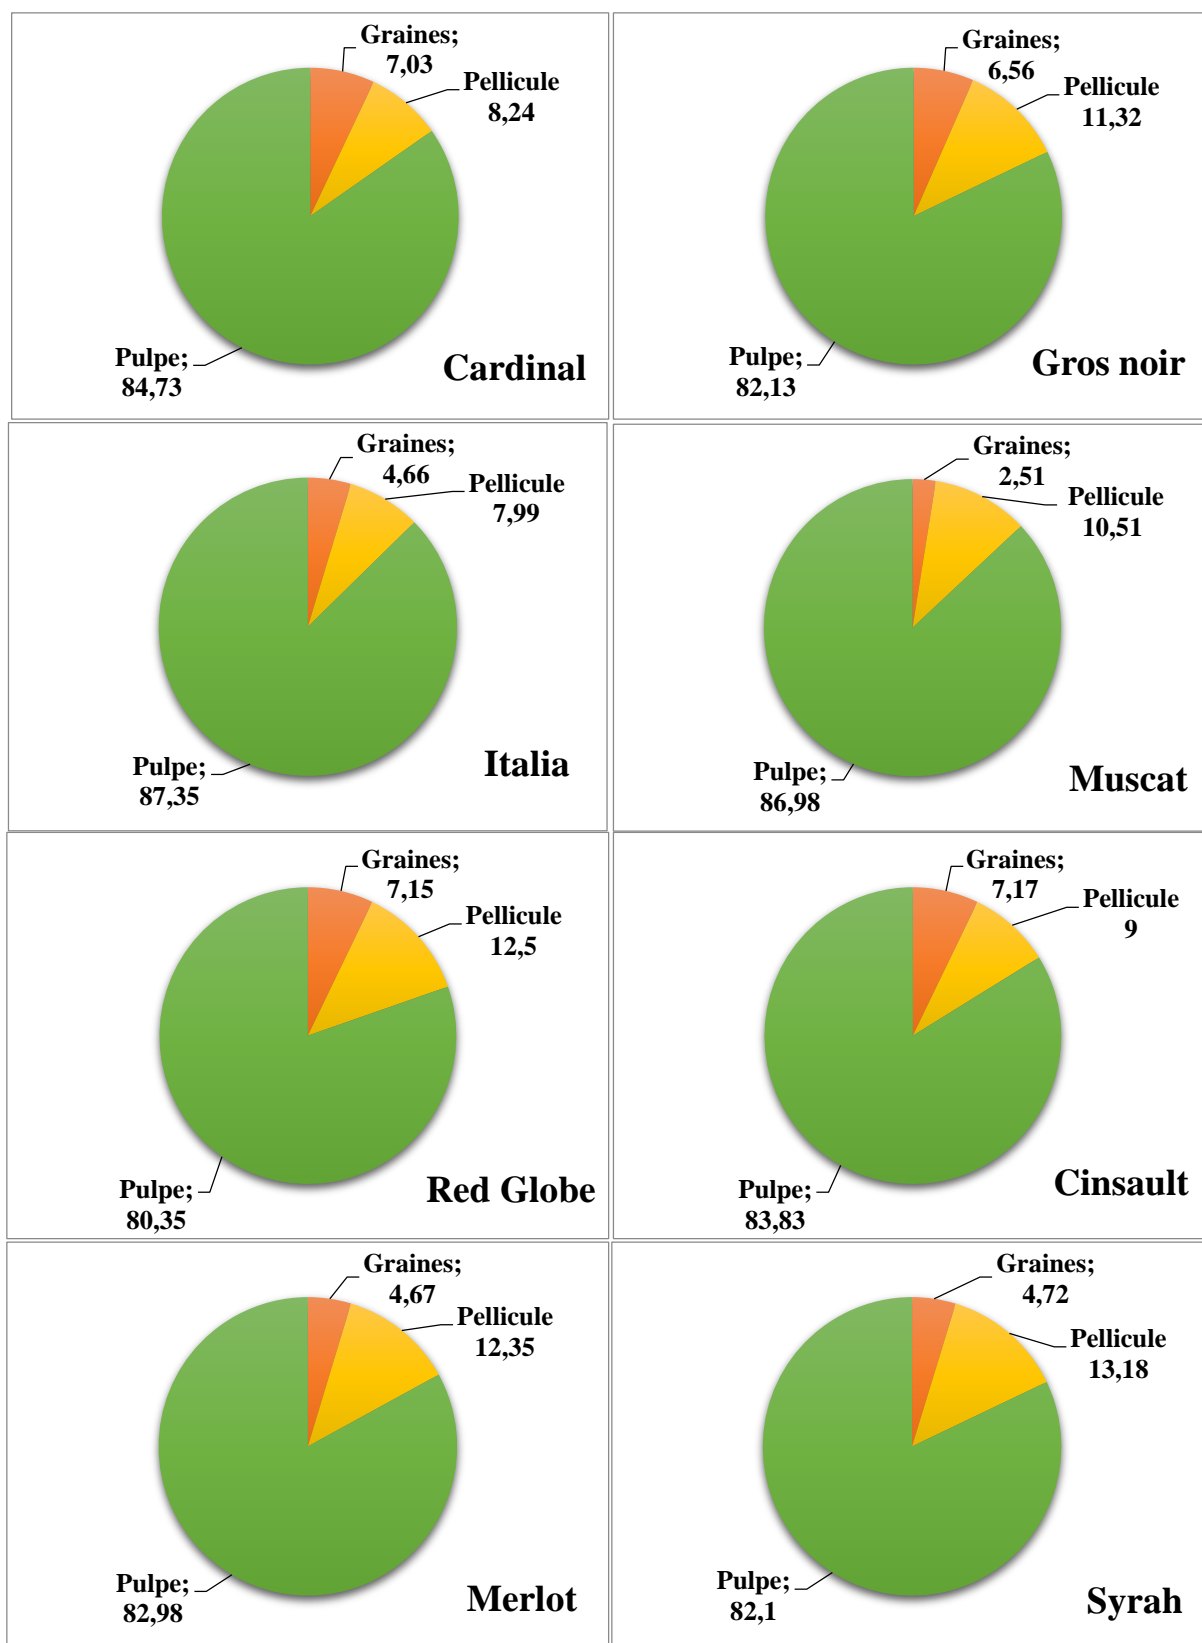 Graines;
7,03
Pellicule
8,24
Pulpe;
84,73
Cardinal
Graines;
6,56
Pellicule
11,32
Pulpe;
82,13
Gros noir
Graines;
4,66
Pellicule
7,99
Pulpe;
87,35
Italia
Graines;
2,51
Pellicule
10,51
Pulpe;
86,98
Muscat
Graines;
7,15
Pellicule
12,5
Pulpe;
80,35
Red Globe
Graines;
7,17
Pellicule
9
Pulpe;
83,83
Cinsault
Graines;
4,67
Pellicule
12,35
Pulpe;
82,98
Merlot
Graines;
4,72
Pellicule
13,18
Pulpe;
82,1
Syrah